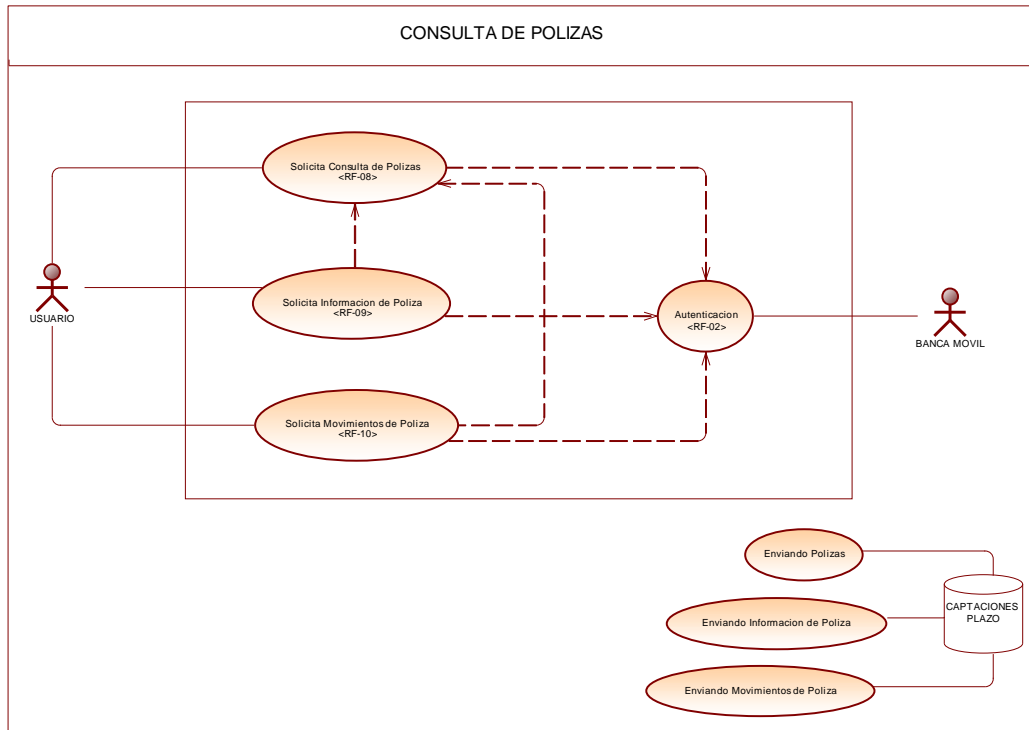 CONSULTA DE POLIZAS
Solicita Consulta de Polizas
<RF-08>
Solicita Informacion de Poliza
<RF-09>
USUARIO
Autenticacion
<RF-02>
BANCA MOVIL
Solicita Movimientos de Poliza
<RF-10>
Enviando Polizas
CAPTACIONES
PLAZO
Enviando Informacion de Poliza
Enviando Movimientos de Poliza